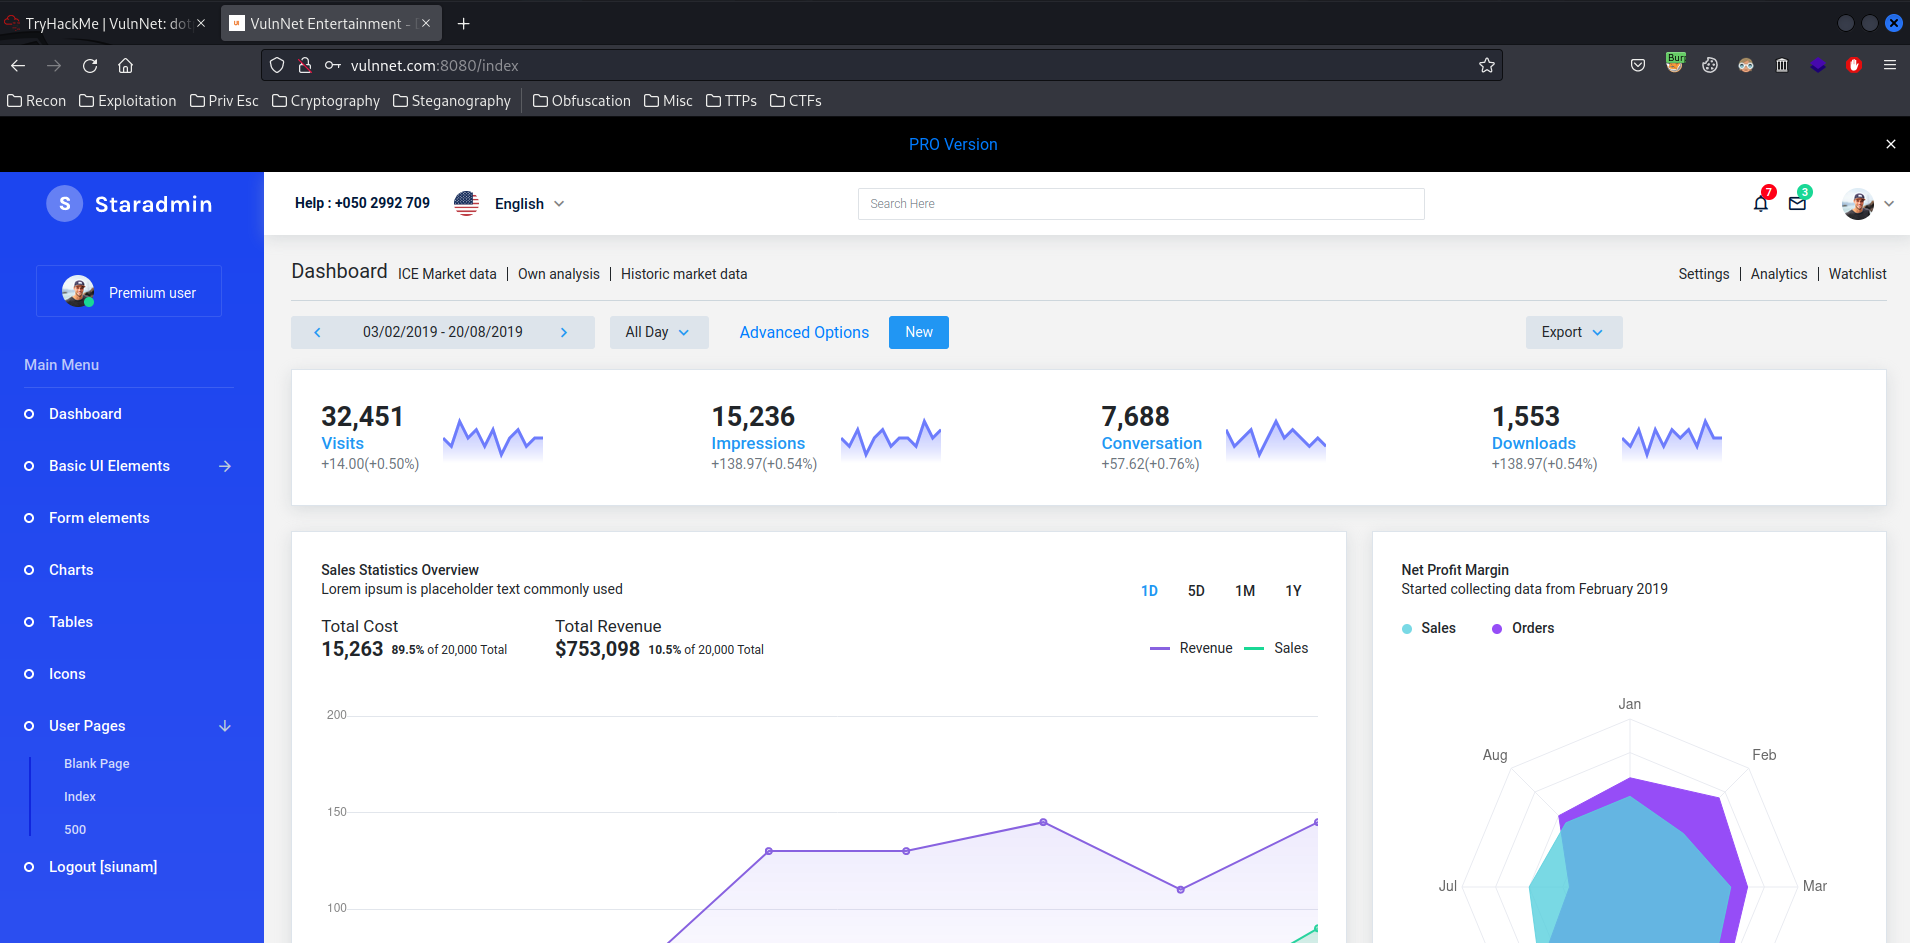 TryHackMe | VulnNet: dotp
VulnNet Entertainment -
vulnnet.com:8080/index
Recon Exploitation Priv Esc Cryptography Steganography Obfuscation Misc TTPs CTFs
PRO Version
S Staradmin
Help : +050 2992 709 English Search Here 7 3
Premium user
Dashboard ICE Market data Own analysis Historic market data Settings Analytics Watchlist
03/02/2019 - 20/08/2019 All Day Advanced Options New Export
Main Menu
Dashboard
Basic UI Elements
Form elements
Charts
Tables
Icons
User Pages
Blank Page
Index
500
Logout [siunam]
32,451
Visits
+14.00(+0.50%)
15,236
Impressions
+138.97(+0.54%)
7,688
Conversation
+57.62(+0.76%)
1,553
Downloads
+138.97(+0.54%)
Sales Statistics Overview
Lorem ipsum is placeholder text commonly used
1D 5D 1M 1Y
Total Cost
15,263 89.5% of 20,000 Total
Total Revenue
$753,098 10.5% of 20,000 Total
Revenue Sales
200
150
100
Net Profit Margin
Started collecting data from February 2019
Sales Orders
Jan
Aug Feb
Jul Mar